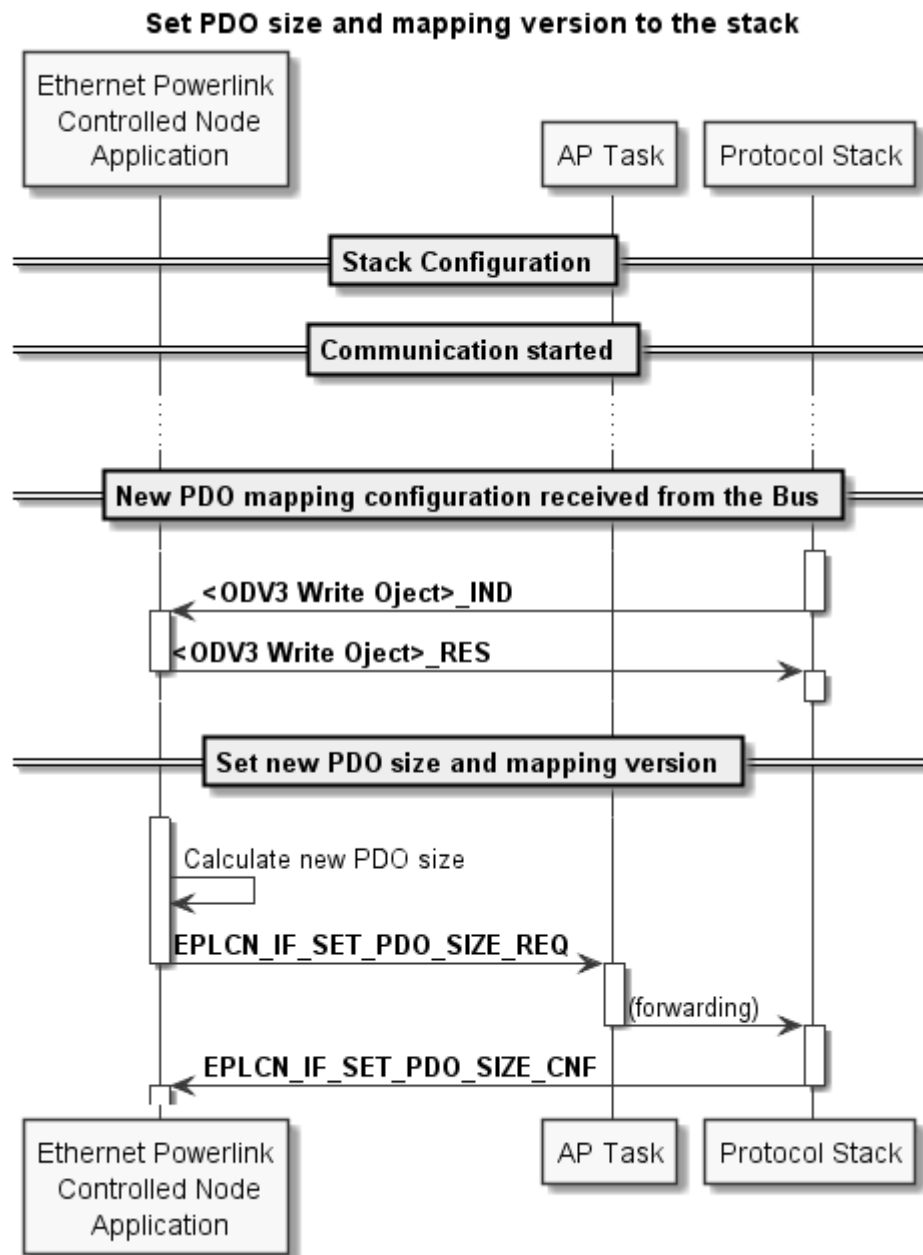 Set PDO size and mapping version to the stack
Ethernet Powerlink
Controlled Node
Application
AP Task
Protocol Stack
Stack Configuration
Communication started
New PDO mapping configuration received from the Bus
<ODV3 Write Oject>_IND
<ODV3 Write Oject>_RES
Set new PDO size and mapping version
Calculate new PDO size
EPLCN_IF_SET_PDO_SIZE_REQ
(forwarding)
EPLCN_IF_SET_PDO_SIZE_CNF
Ethernet Powerlink
Controlled Node
Application
AP Task
Protocol Stack